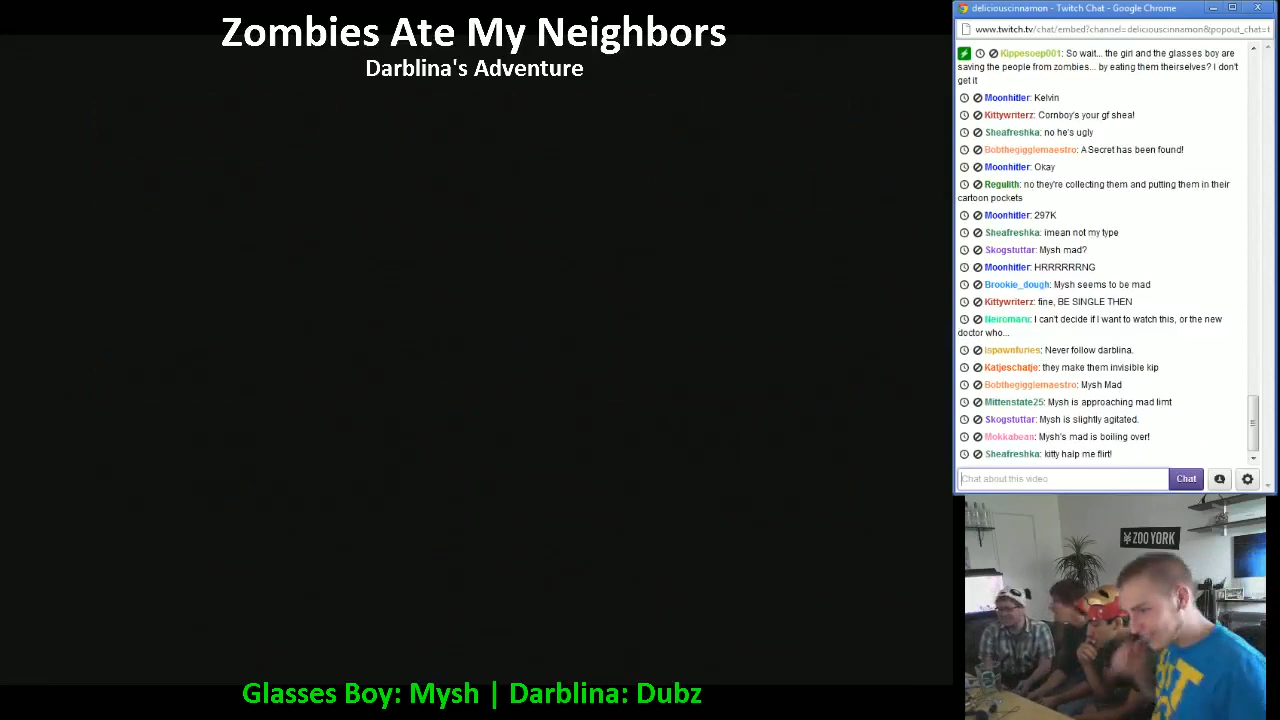 Zombies Ate My Neighbors
Darblina's Adventure
deliciouscinnamon - Twitch Chat - Google Chrome
www.twitch.tv/chat/embed?channel=deliciouscinnamon&popout_chat=t
Kippesoep001: So wait... the girl and the glasses boy are
saving the people from zombies... by eating them theirselves? I don't
get it
Moonhitler: Kelvin
Kittywriterz: Cornboy's your gf shea!
Sheafreshka: no he's ugly
Bobthegigglemaestro: A Secret has been found!
Moonhitler: Okay
Regulith: no they're collecting them and putting them in their
cartoon pockets
Moonhitler: 297K
Sheafreshka: imean not my type
Skogstuttar: Mysh mad?
Moonhitler: HRRRRRRNG
Brookie_dough: Mysh seems to be mad
Kittywriterz: fine, BE SINGLE THEN
Neiromaru: I can't decide if I want to watch this, or the new
doctor who...
Ispawnfuries: Never follow darblina.
Katjeschatje: they make them invisible kip
Bobthegigglemaestro: Mysh Mad
Mittenstate25: Mysh is approaching mad limt
Skogstuttar: Mysh is slightly agitated.
Mokkabean: Mysh's mad is boiling over!
Sheafreshka: kitty halp me flirt!
Chat about this video
Chat
¥ZOO YORK
Glasses Boy: Mysh | Darblina: Dubz